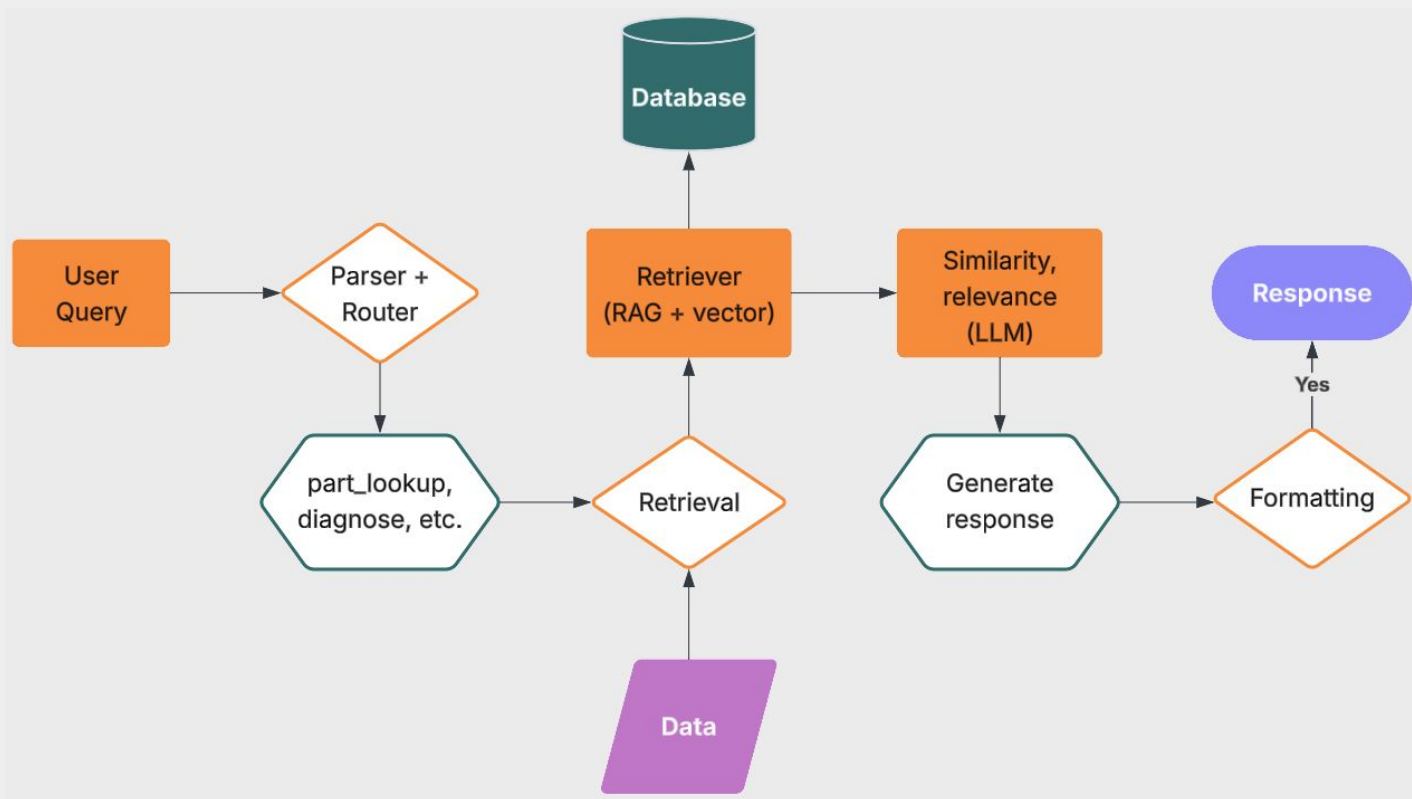 Database
User
Query
Parser +
Router
Retriever
(RAG + vector)
Similarity,
relevance
(LLM)
Response
Yes
part_lookup,
diagnose, etc.
Retrieval
Generate
response
Formatting
Data